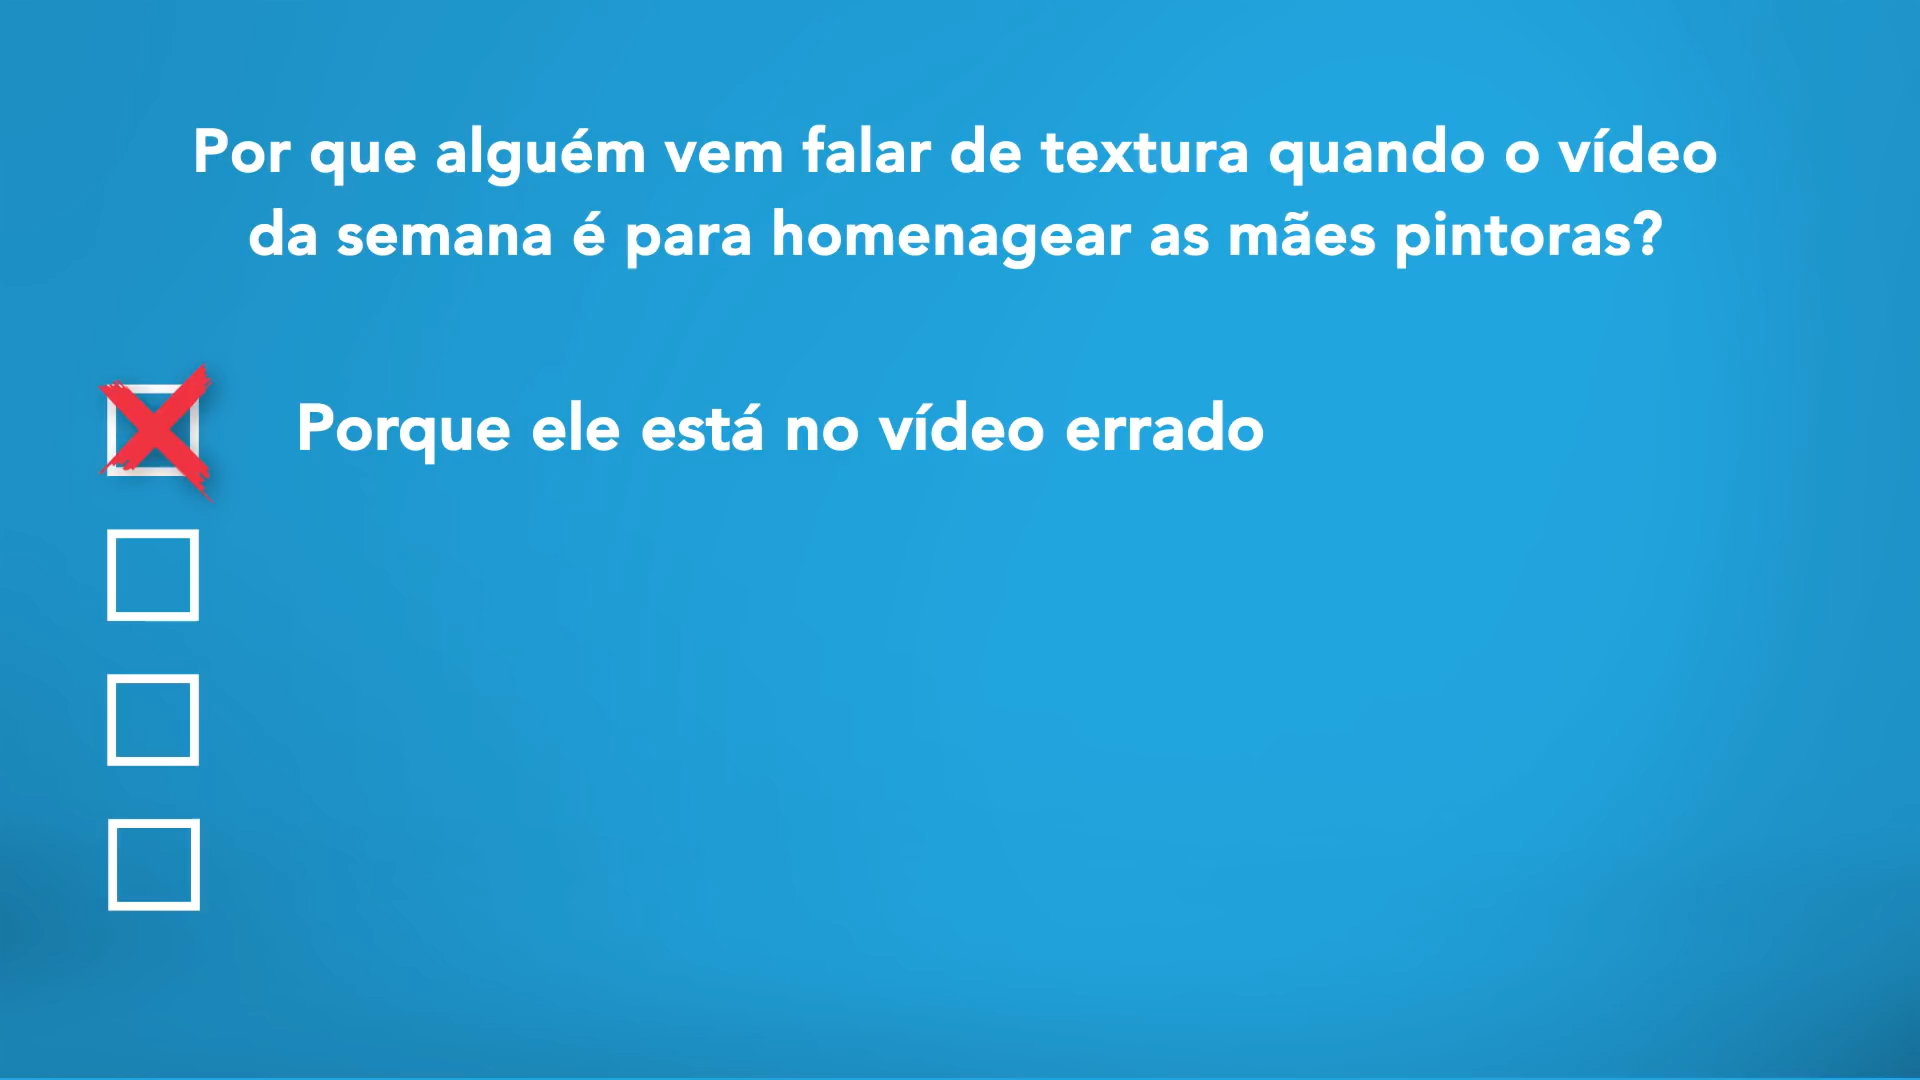 Por que alguém vem falar de textura quando o vídeo
da semana é para homenagear as mães pintoras?
Porque ele está no vídeo errado